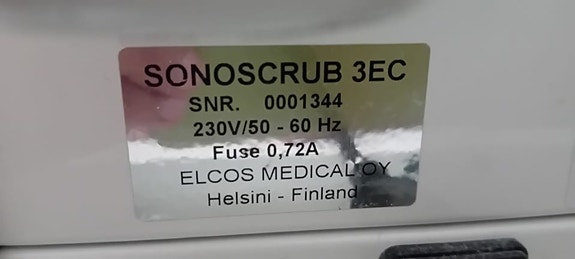 SONOSCRUB 3EC
SNR. 0001344
230V/50 - 60 Hz
Fuse 0,72A
ELCOS MEDICAL OY
Helsini - Finland